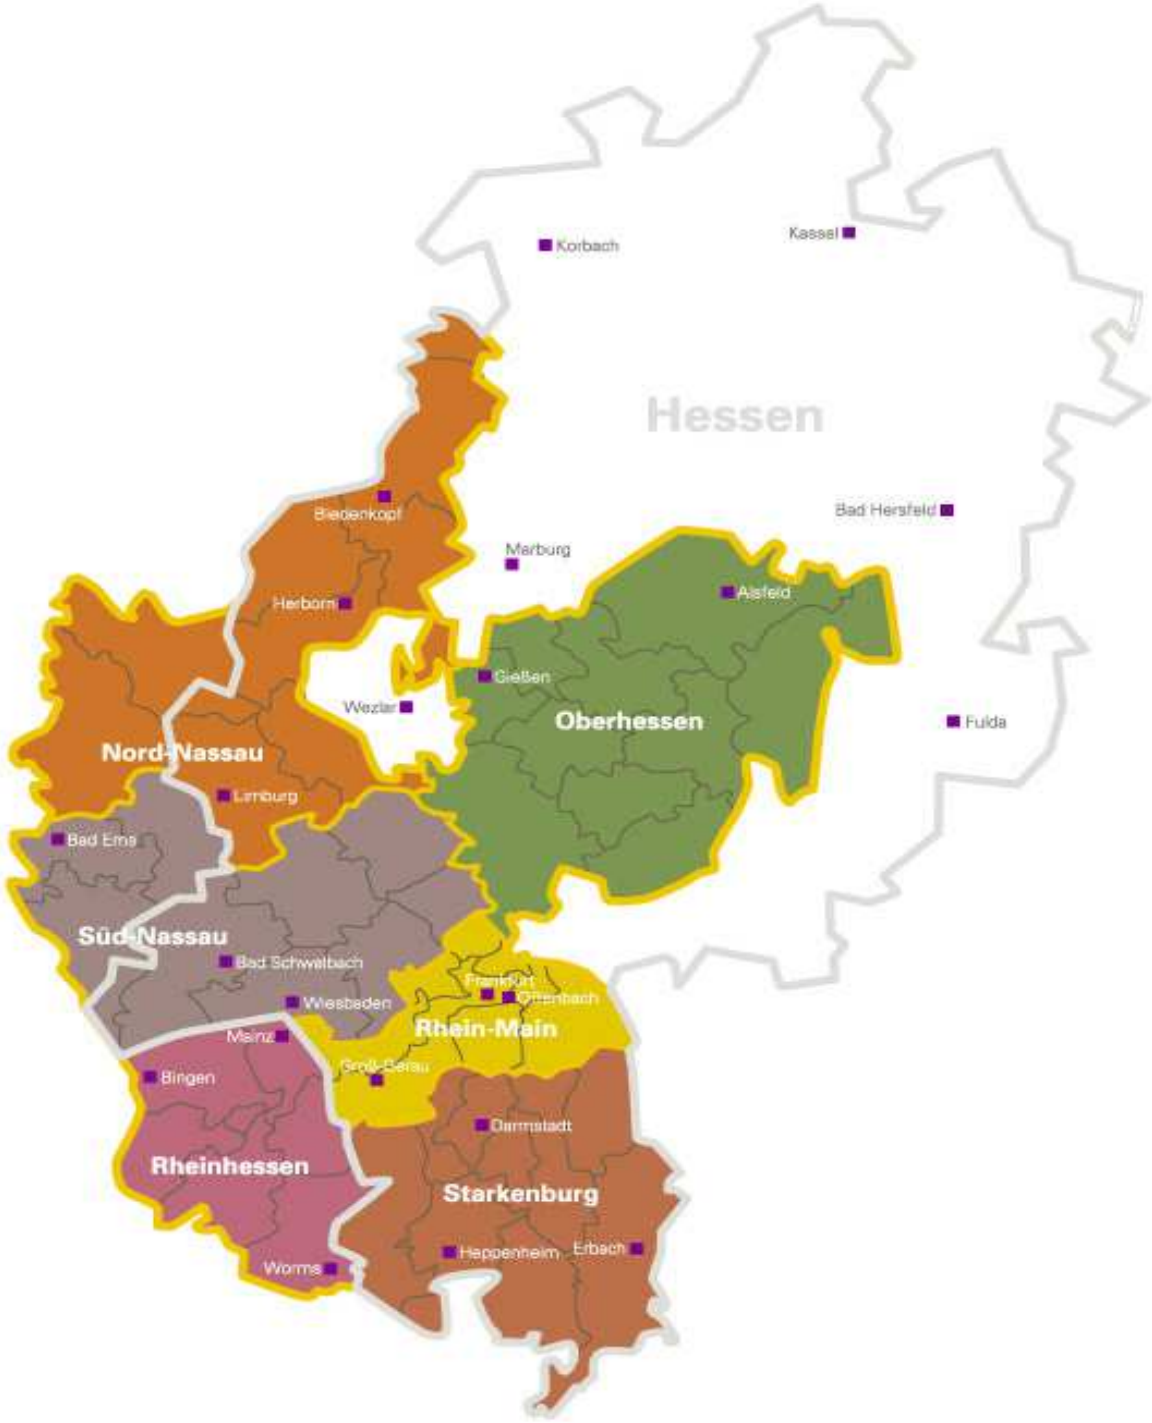 Kassel
Korbach
Hessen
Bad Hersfeld
Biedenkopf
Marburg
Alsfeld
Herborn
Gießen
Wezlar
Oberhessen
Fulda
Nord-Nassau
Limburg
Bad Ems
Süd-Nassau
Bad Schwalbach
Frankfurt
Offenbach
Wiesbaden
Rhein-Main
Mainz
Groß-Gerau
Bingen
Darmstadt
Rheinhessen
Starkenburg
Heppenheim
Erbach
Worms